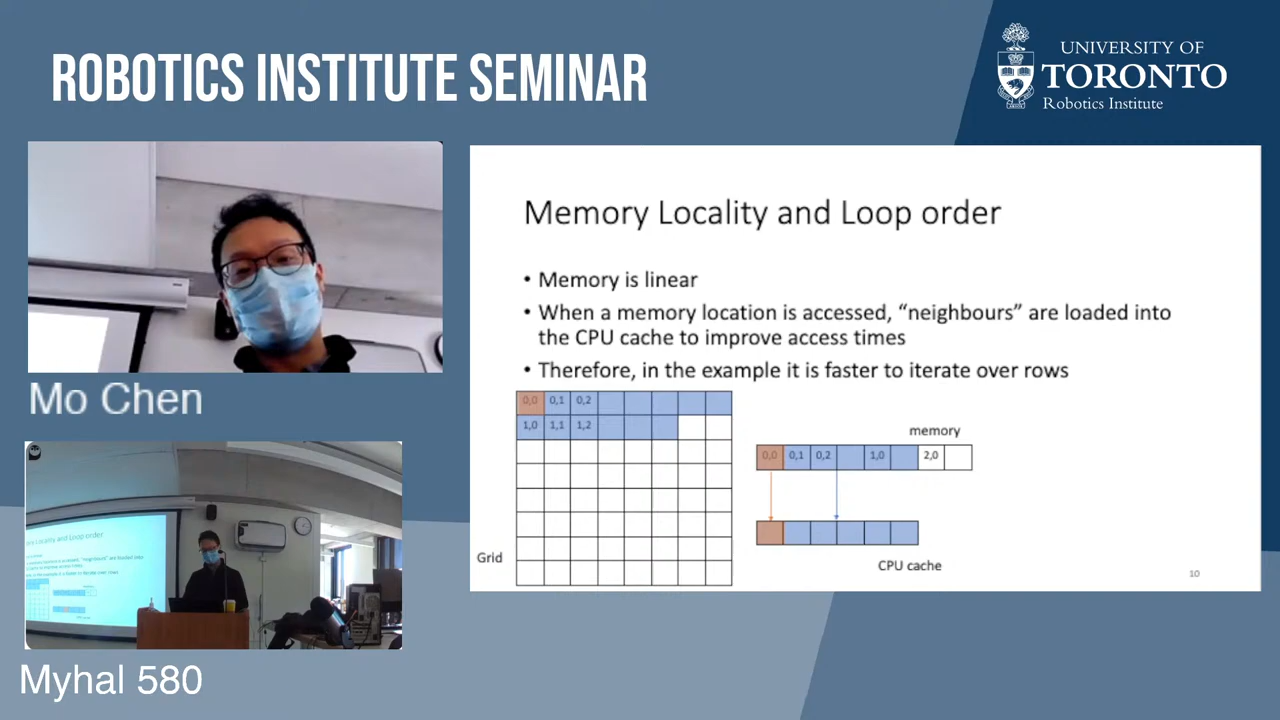 ROBOTICS INSTITUTE SEMINAR
UNIVERSITY OF
TORONTO
Robotics Institute
Mo Chen
Myhal 580
Memory Locality and Loop order
• Memory is linear
• When a memory location is accessed, “neighbours” are loaded into
the CPU cache to improve access times
• Therefore, in the example it is faster to iterate over rows
0,0 0,1 0,2
1,0 1,1 1,2
Grid
memory
0,0 0,1 0,2 1,0 2,0
CPU cache
10